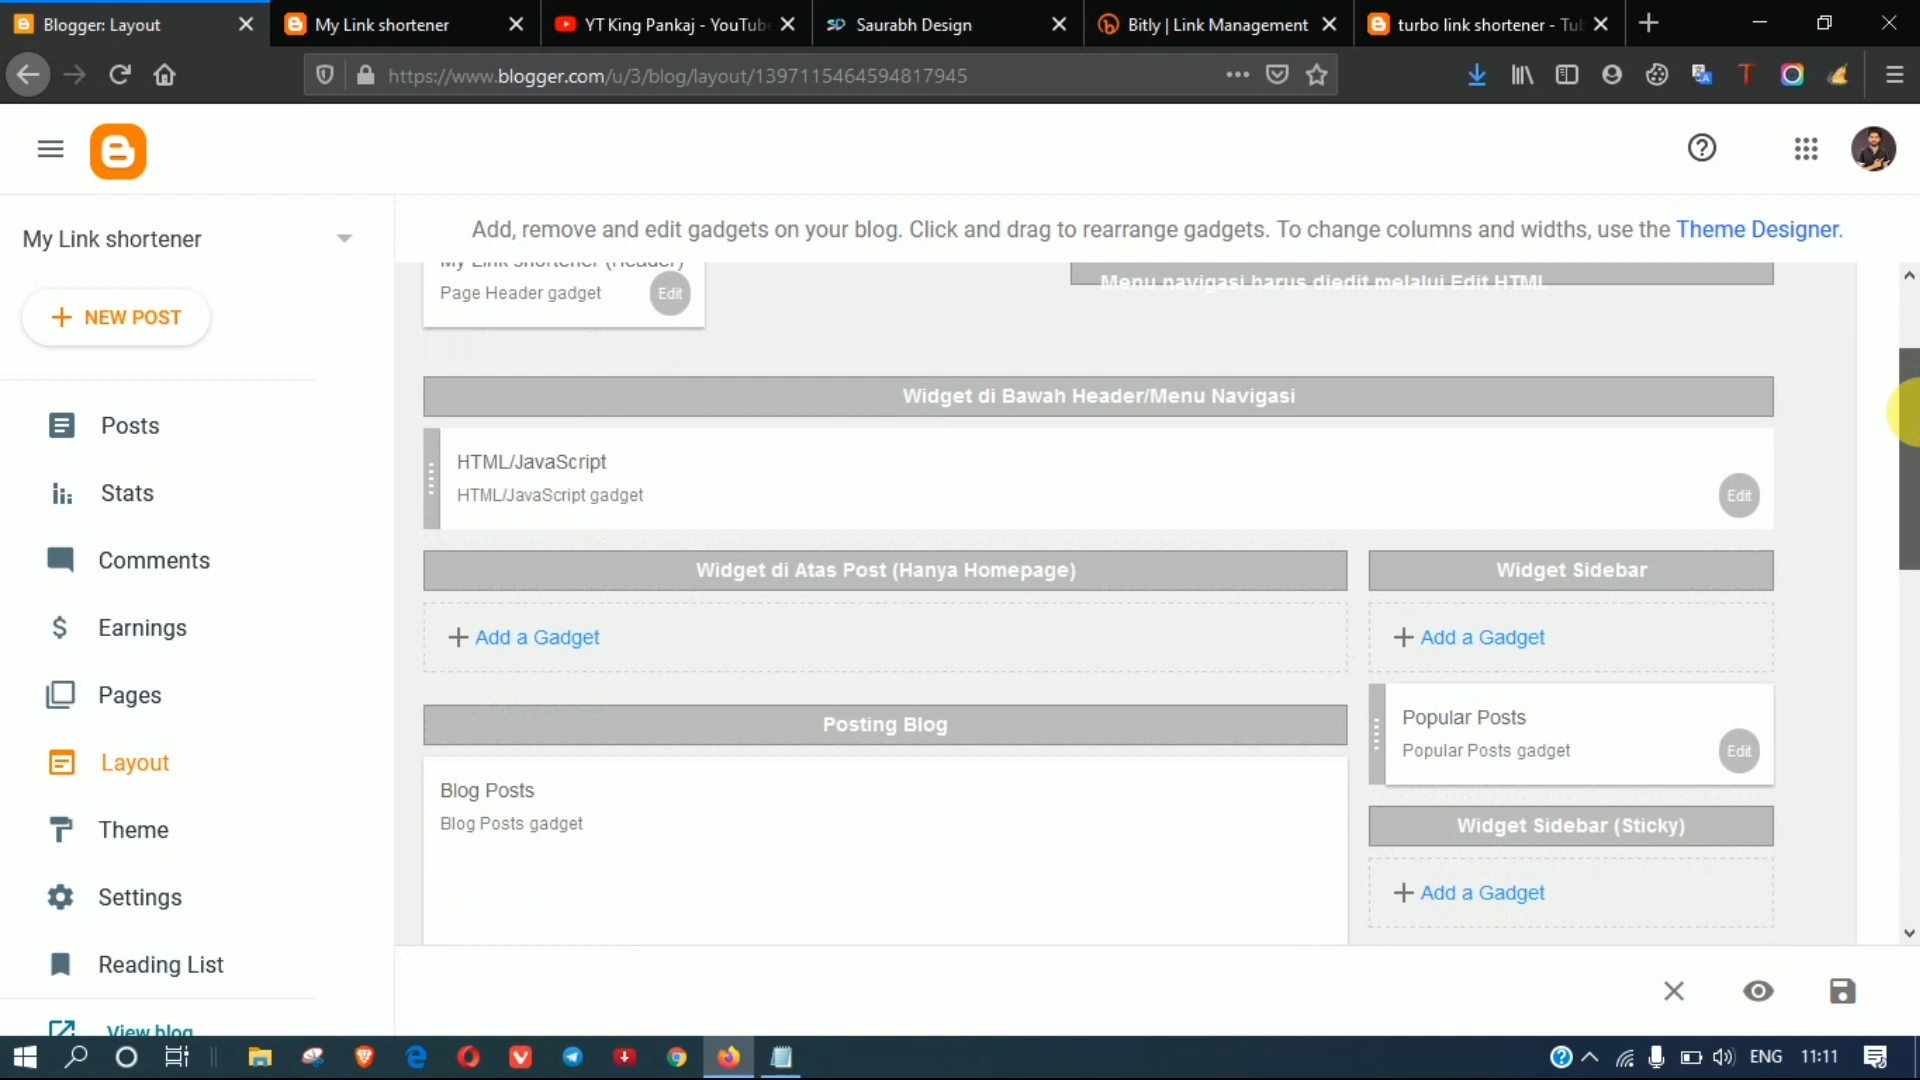 Blogger: Layout
My Link shortener
YT King Pankaj - YouTube
Saurabh Design
Bitly | Link Management
turbo link shortener - Tu
https://www.blogger.com/u/3/blog/layout/1397115464594817945
My Link shortener
NEW POST
Posts
Stats
Comments
Earnings
Pages
Layout
Theme
Settings
Reading List
View blog
Add, remove and edit gadgets on your blog. Click and drag to rearrange gadgets. To change columns and widths, use the Theme Designer.
My Link shortener (Header)
Page Header gadget
Edit
Menu navigasi harus diedit melalui Edit HTML
Widget di Bawah Header/Menu Navigasi
HTML/JavaScript
HTML/JavaScript gadget
Edit
Widget di Atas Post (Hanya Homepage)
Add a Gadget
Posting Blog
Blog Posts
Blog Posts gadget
Widget Sidebar
Add a Gadget
Popular Posts
Popular Posts gadget
Edit
Widget Sidebar (Sticky)
Add a Gadget
ENG
11:11